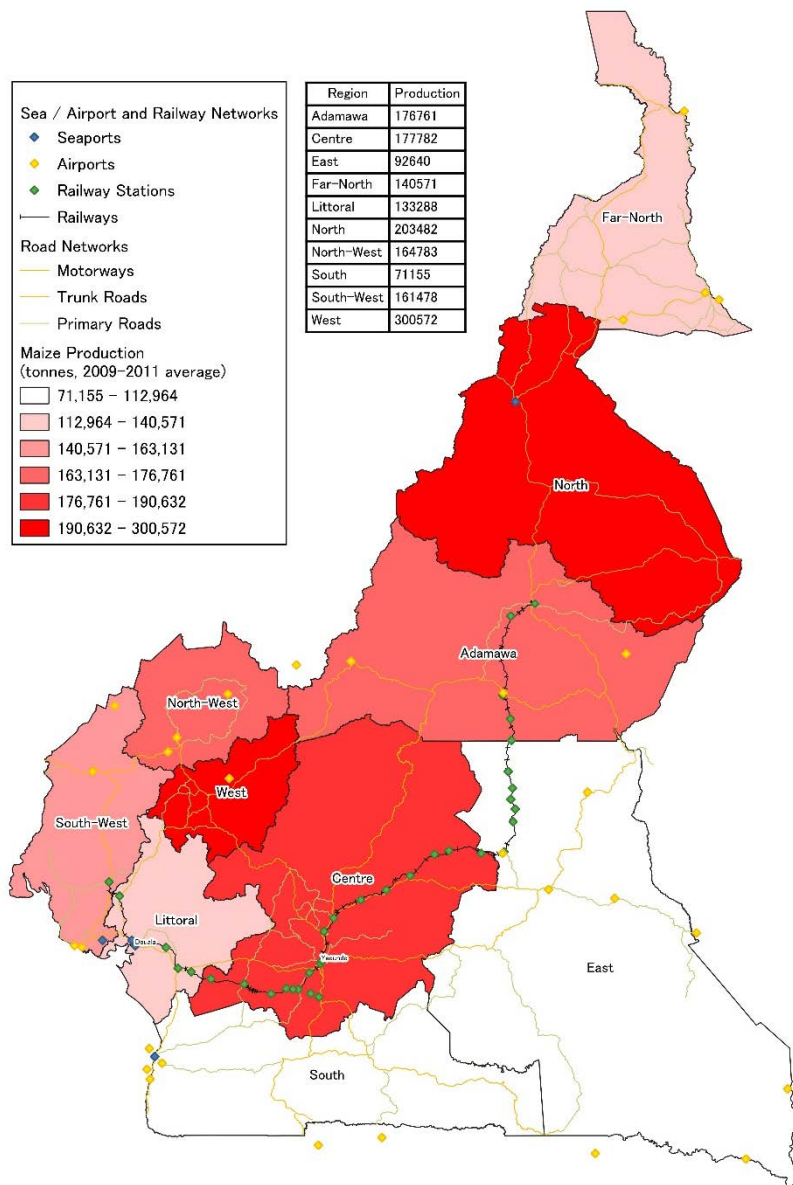 Sea / Airport and Railway Networks
Seaports
Airports
Railway Stations
Railways
Road Networks
Motorways
Trunk Roads
Primary Roads
Maize Production
(tonnes, 2009-2011 average)
71,155 - 112,964
112,964 - 140,571
140,571 - 163,131
163,131 - 176,761
176,761 - 190,632
190,632 - 300,572
Region Production
Adamawa 176761
Centre 177782
East 92640
Far-North 140571
Littoral 133288
North 203482
North-West 164783
South 71155
South-West 161478
West 300572
Far-North
North
Adamawa
North-West
West
South-West
Centre
Littoral
Douala
Yaounde
East
South